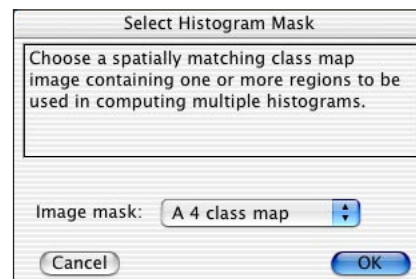 Select Histogram Mask
Choose a spatially matching class map
image containing one or more regions to be
used in computing multiple histograms.
Image mask: A 4 class map
Cancel OK